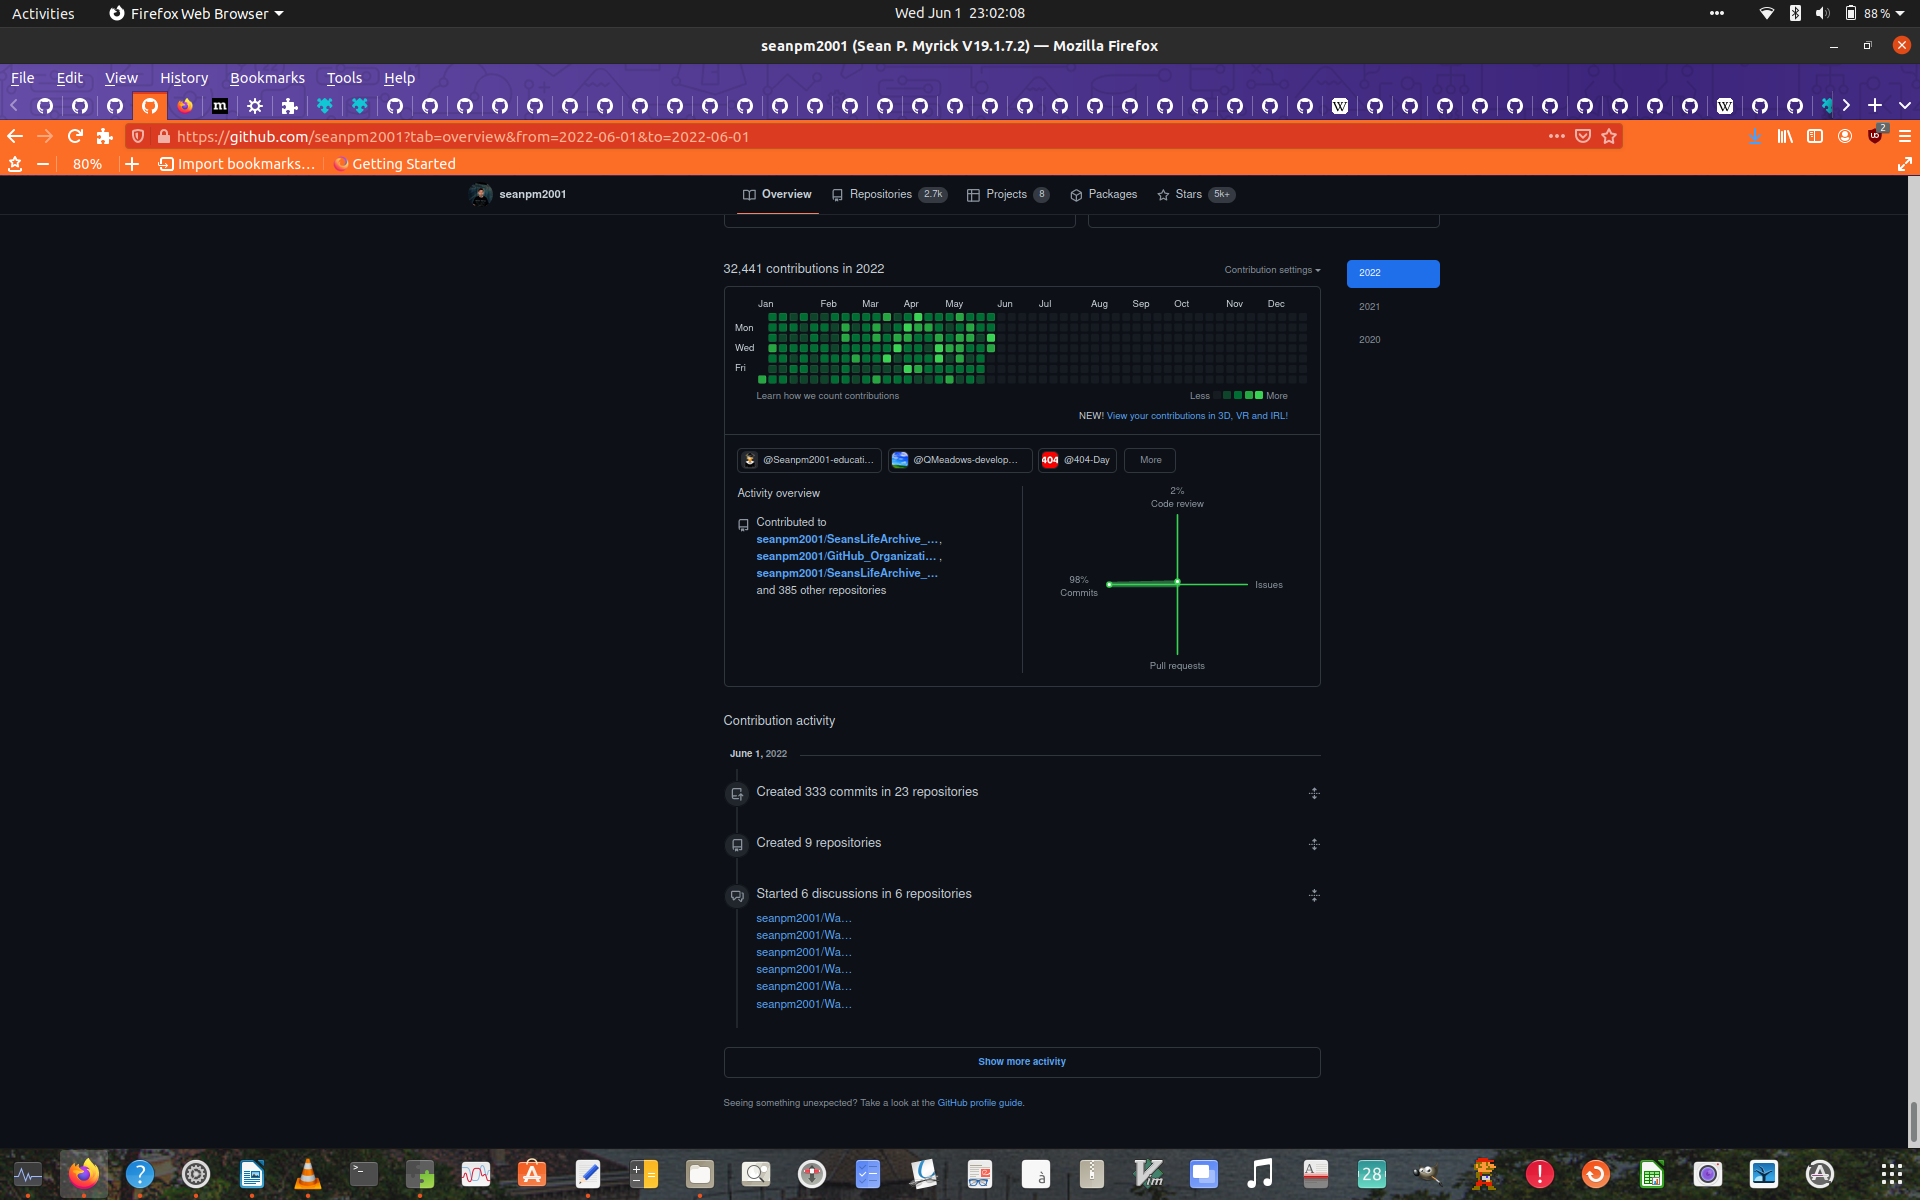 Activities Firefox Web Browser Wed Jun 1 23:02:08 88 %
seanpm2001 (Sean P. Myrick V19.1.7.2) — Mozilla Firefox
File Edit View History Bookmarks Tools Help
https://github.com/seanpm2001?tab=overview&from=2022-06-01&to=2022-06-01 2
80% Import bookmarks... Getting Started
seanpm2001 Overview Repositories 2.7k Projects 8 Packages Stars 5k+
32,441 contributions in 2022 Contribution settings 2022
Jan Feb Mar Apr May Jun Jul Aug Sep Oct Nov Dec
2021
Mon
2020
Wed
Fri
Learn how we count contributions Less More
NEW! View your contributions in 3D, VR and IRL!
@Seanpm2001-educati... @QMeadows-develop... 404 @404-Day More
Activity overview
2%
Code review
Contributed to
seanpm2001/SeansLifeArchive_...,
seanpm2001/GitHub_Organizati... ,
seanpm2001/SeansLifeArchive_...
and 385 other repositories
98%
Commits
Issues
Pull requests
Contribution activity
June 1, 2022
Created 333 commits in 23 repositories
Created 9 repositories
Started 6 discussions in 6 repositories
seanpm2001/Wa...
seanpm2001/Wa...
seanpm2001/Wa...
seanpm2001/Wa...
seanpm2001/Wa...
seanpm2001/Wa...
Show more activity
Seeing something unexpected? Take a look at the GitHub profile guide.
28